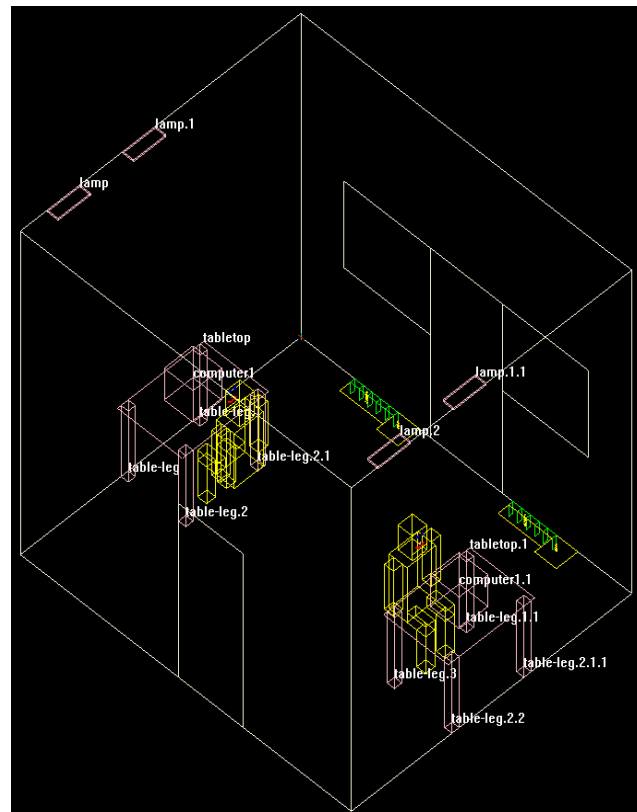 lamp.1
lamp
tabletop
computer1
lamp.1.1
table-leg.
lamp.2
table-leg.2.1
table-leg
table-leg.2
tabletop.1
computer1.1
table-leg.1.1
table-leg.3
table-leg.2.1.1
table-leg.2.2